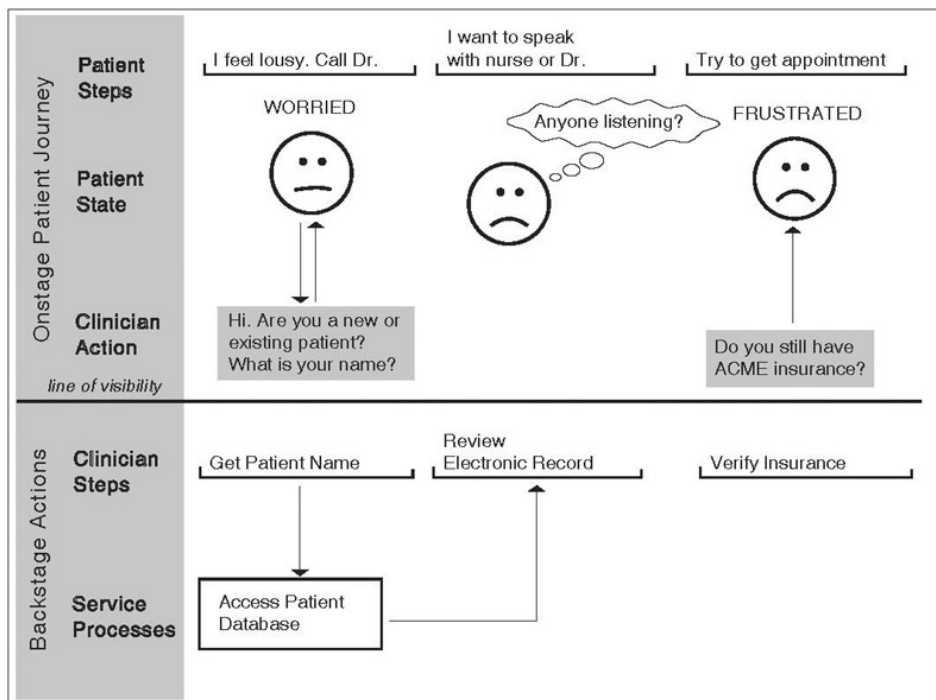 Onstage Patient Journey
Patient
Steps
I feel lousy. Call Dr.
I want to speak
with nurse or Dr.
Try to get appointment
Patient
State
WORRIED
Anyone listening?
FRUSTRATED
Clinician
Action
Hi. Are you a new or
existing patient?
What is your name?
Do you still have
ACME insurance?
line of visibility
Backstage Actions
Clinician
Steps
Get Patient Name
Review
Electronic Record
Verify Insurance
Service
Processes
Access Patient
Database